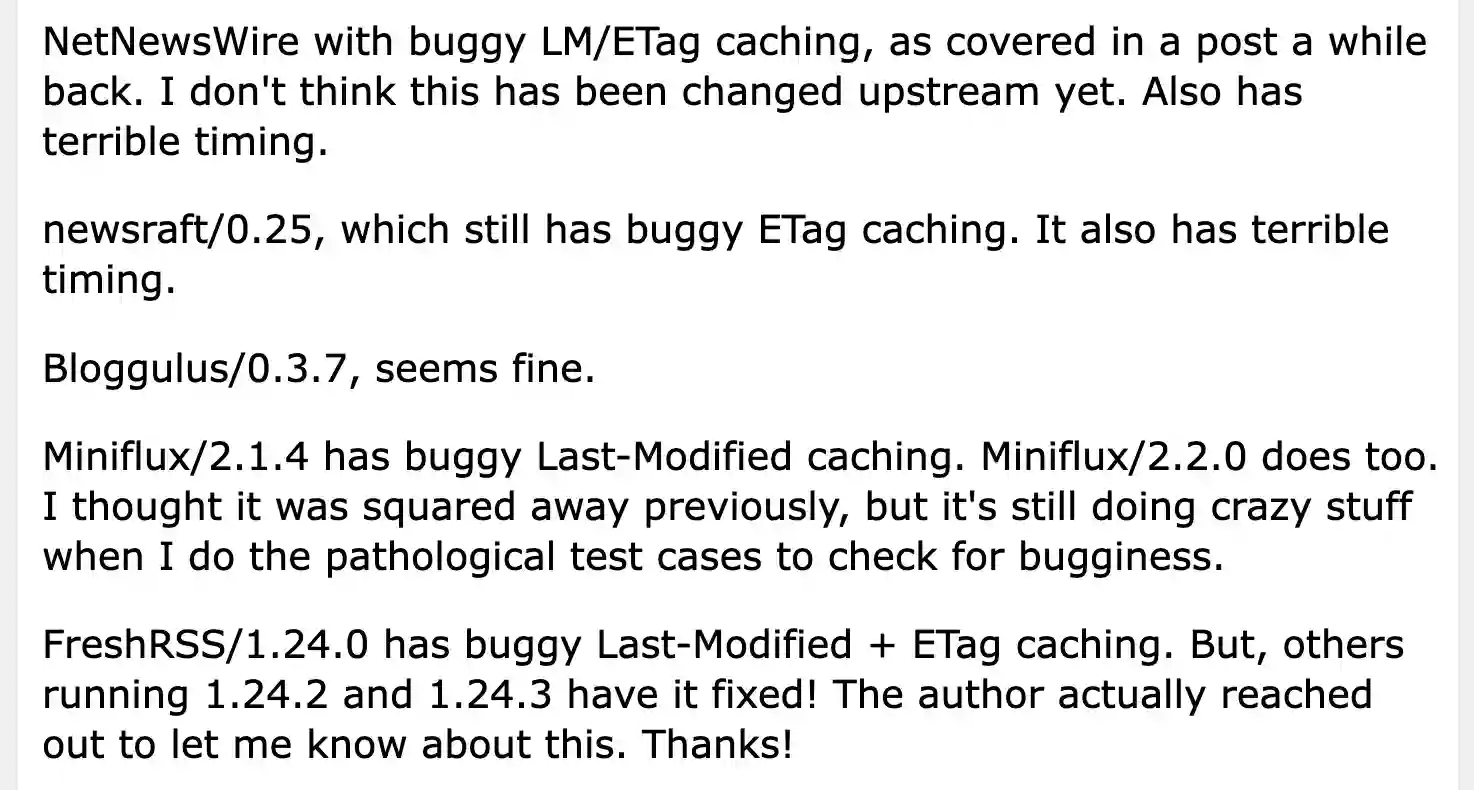 NetNewsWire with buggy LM/ETag caching, as covered in a post a while
back. I don't think this has been changed upstream yet. Also has
terrible timing.
newsraft/0.25, which still has buggy ETag caching. It also has terrible
timing.
Bloggulus/0.3.7, seems fine.
Miniflux/2.1.4 has buggy Last-Modified caching. Miniflux/2.2.0 does too.
I thought it was squared away previously, but it's still doing crazy stuff
when I do the pathological test cases to check for bugginess.
FreshRSS/1.24.0 has buggy Last-Modified + ETag caching. But, others
running 1.24.2 and 1.24.3 have it fixed! The author actually reached
out to let me know about this. Thanks!